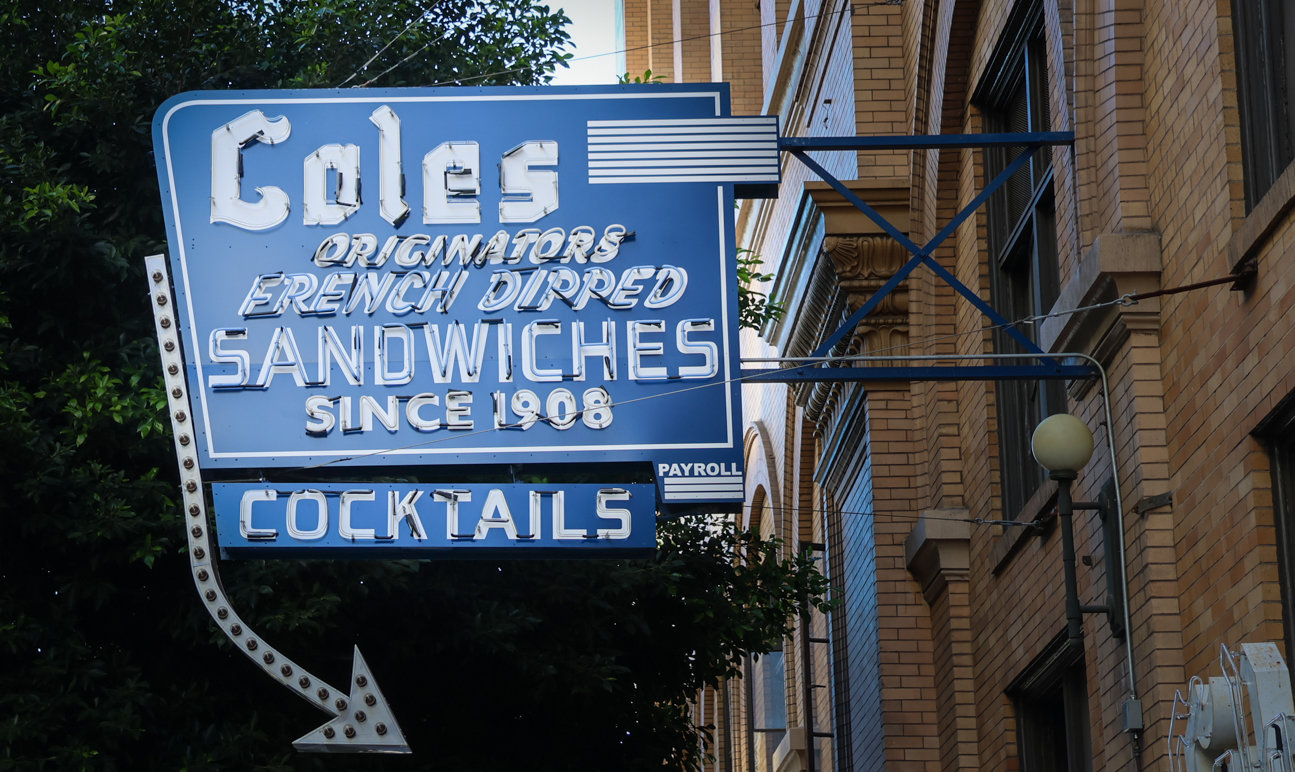 Coles
ORIGINATORS
FRENCH DIPPED
SANDWICHES
SINCE 1908
PAYROLL
COCKTAILS